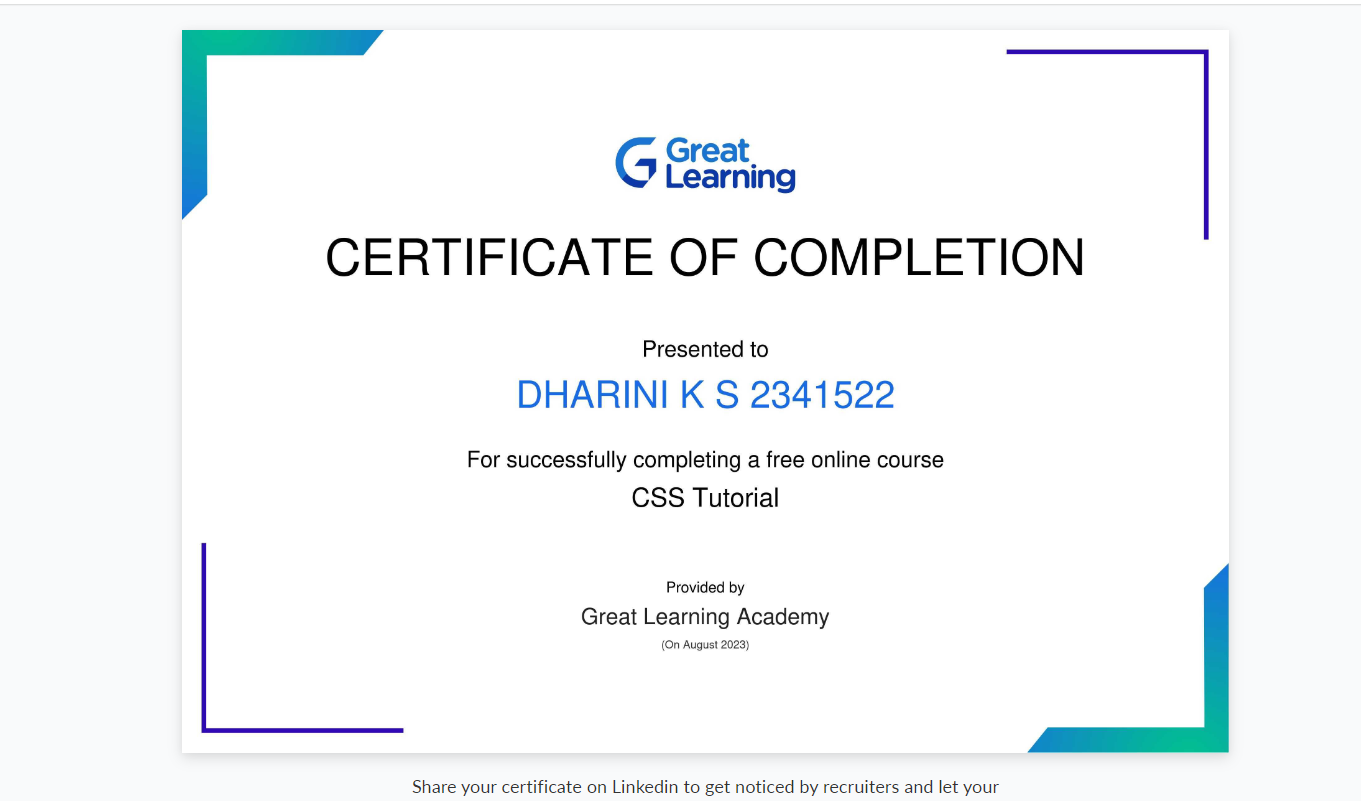 Great
Learning
CERTIFICATE OF COMPLETION
Presented to
DHARINI K S 2341522
For successfully completing a free online course
CSS Tutorial
Provided by
Great Learning Academy
(On August 2023)
Share your certificate on Linkedin to get noticed by recruiters and let your